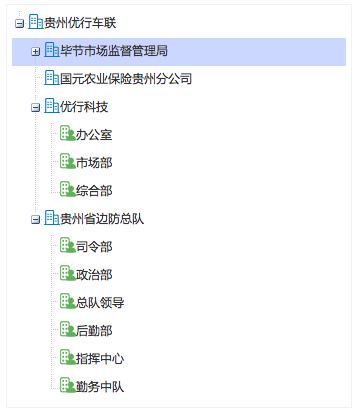 贵州优行车联
毕节市场监督管理局
国元农业保险贵州分公司
优行科技
办公室
市场部
综合部
贵州省边防总队
司令部
政治部
总队领导
后勤部
指挥中心
勤务中队